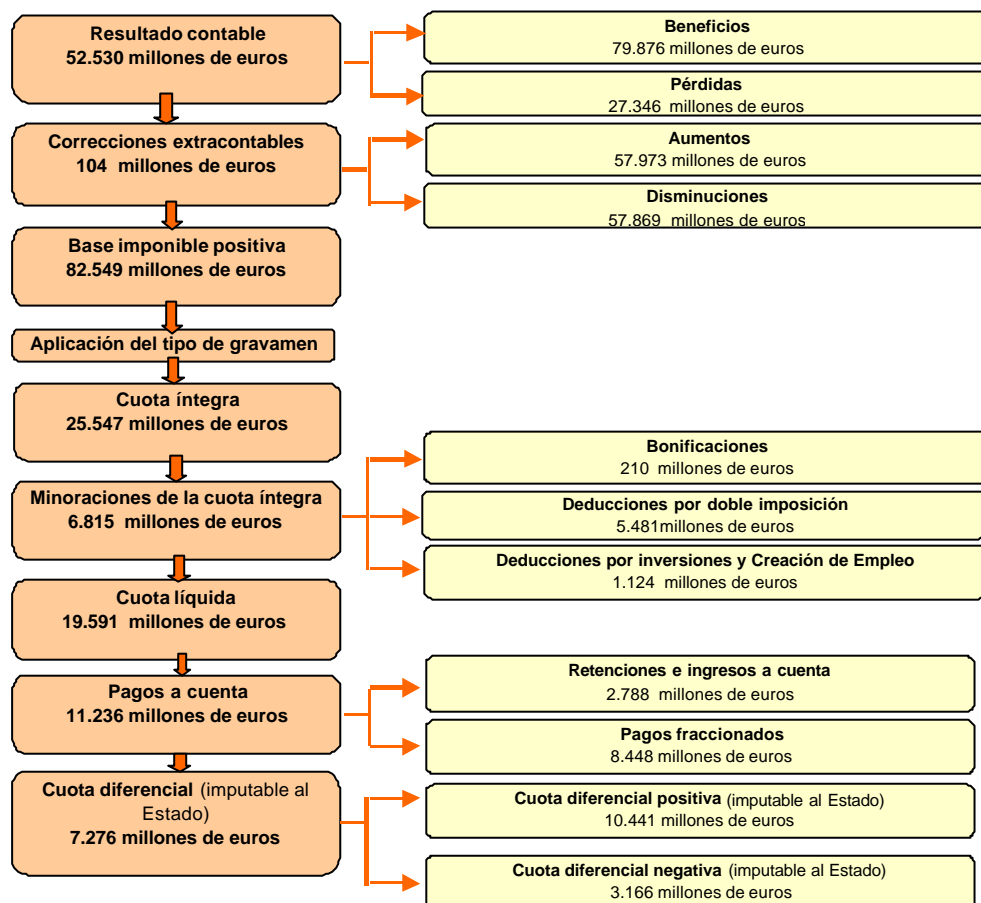 Resultado contable
52.530 millones de euros
Beneficios
79.876 millones de euros
Pérdidas
27.346 millones de euros
Correcciones extracontables
104 millones de euros
Aumentos
57.973 millones de euros
Disminuciones
57.869 millones de euros
Base imponible positiva
82.549 millones de euros
Aplicación del tipo de gravamen
Cuota íntegra
25.547 millones de euros
Minoraciones de la cuota íntegra
6.815 millones de euros
Bonificaciones
210 millones de euros
Deducciones por doble imposición
5.481millones de euros
Deducciones por inversiones y Creación de Empleo
1.124 millones de euros
Cuota líquida
19.591 millones de euros
Pagos a cuenta
11.236 millones de euros
Retenciones e ingresos a cuenta
2.788 millones de euros
Pagos fraccionados
8.448 millones de euros
Cuota diferencial (imputable al
Estado)
7.276 millones de euros
Cuota diferencial positiva (imputable al Estado)
10.441 millones de euros
Cuota diferencial negativa (imputable al Estado)
3.166 millones de euros